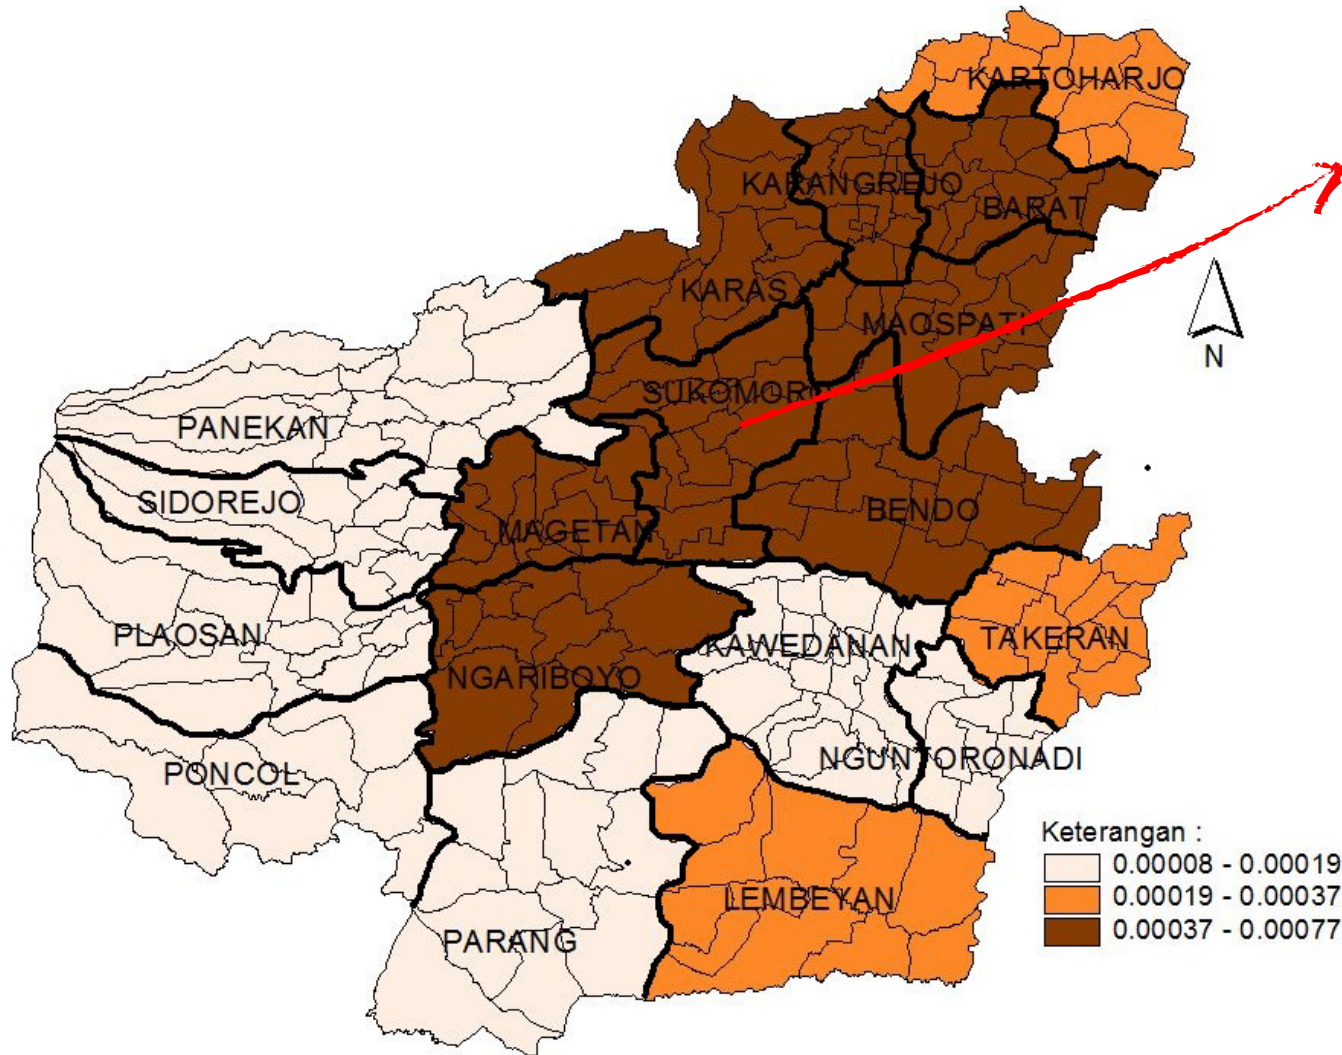 KARTOHARJO
KARANGREJO
BARAT
KARAS
MAOSPATI
N
SUKOMORO
PANEKAN
SIDOREJO
BENDO
MAGETAN
PLAOSAN
KAWEDANAN
TAKERAN
NGARIBOYO
PONCOL
NGUNTORONADI
Keterangan :
0.00008 - 0.00019
0.00019 - 0.00037
0.00037 - 0.00077
LEMBEYAN
PARANG